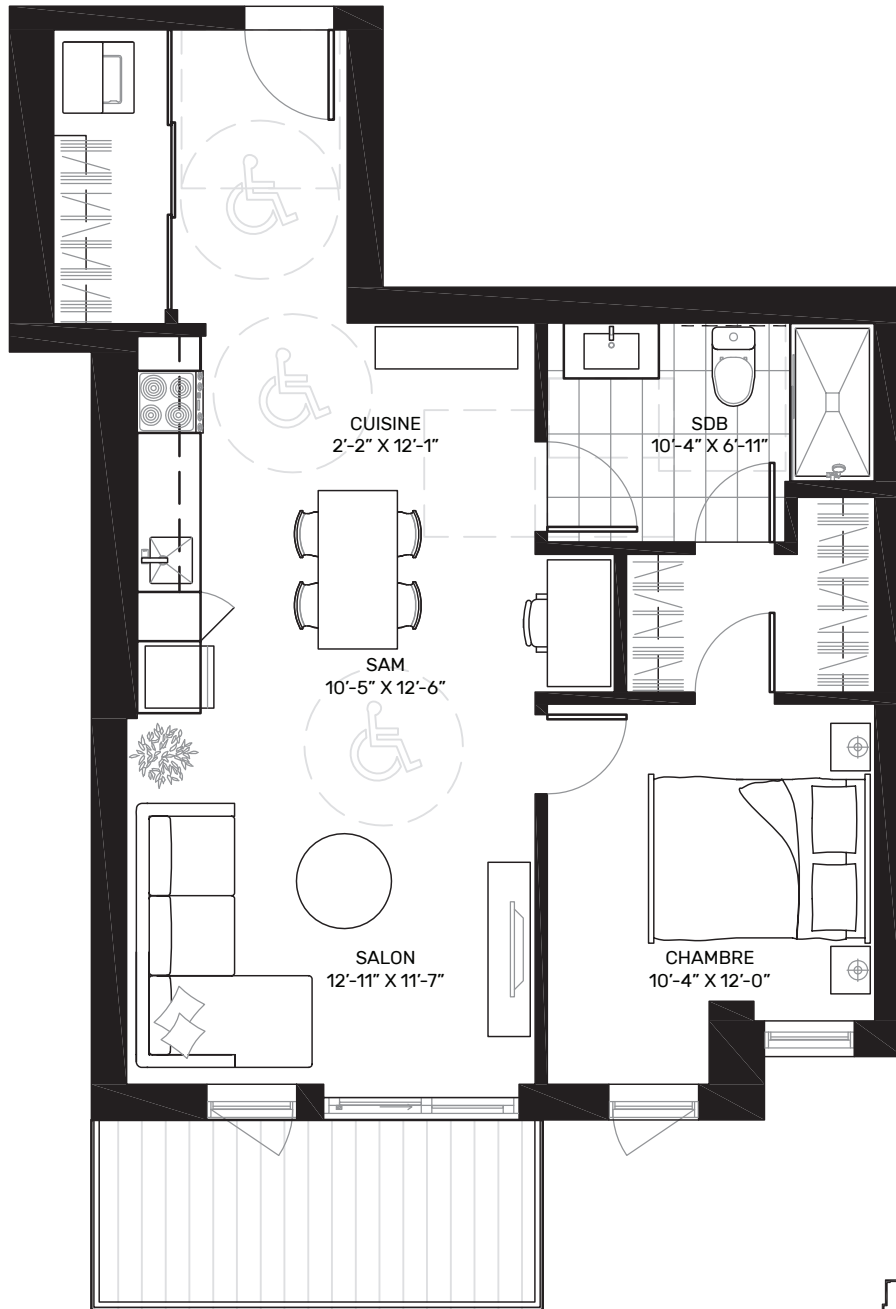 CUISINE
2'-2” X 12'-1”
SDB
10'-4” X 6'-11”
SAM
10'-5” X 12'-6”
SALON
12'-11” X 11'-7”
CHAMBRE
10'-4” X 12'-0”